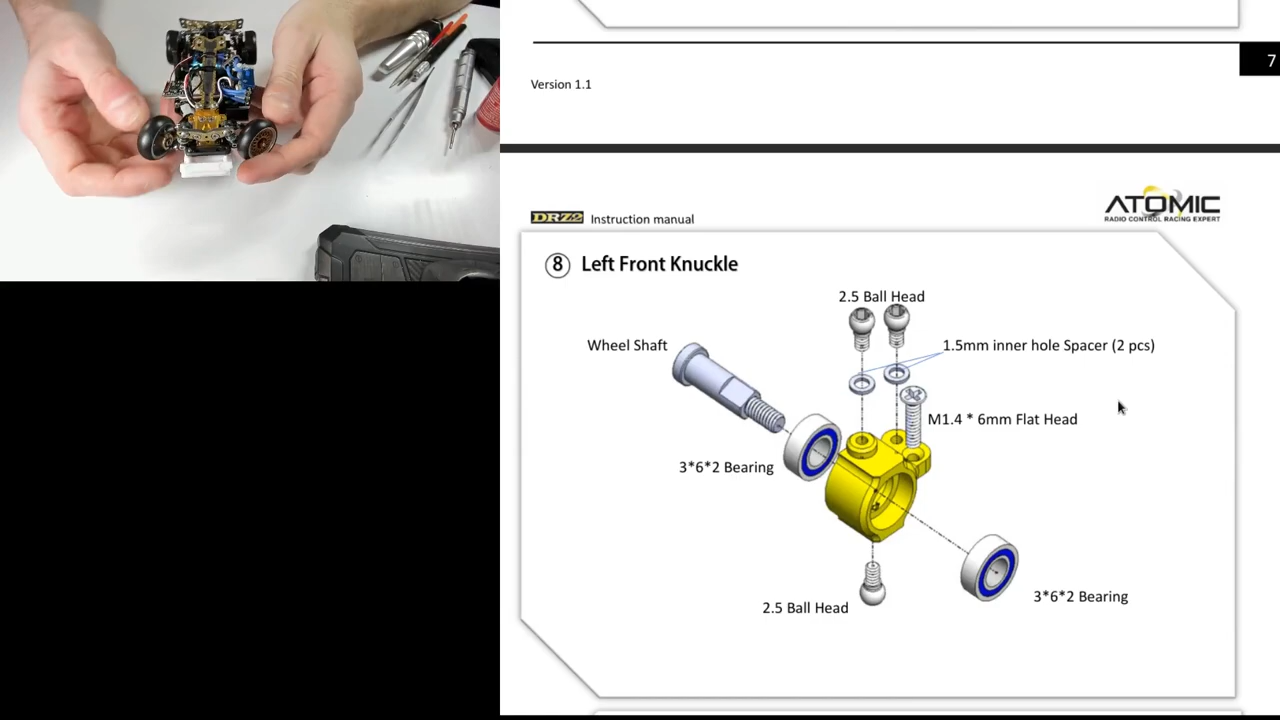 7
Version 1.1
DRZ2 Instruction manual
ATOMIC
RADIO CONTROL RACING EXPERT
8 Left Front Knuckle
2.5 Ball Head
Wheel Shaft
1.5mm inner hole Spacer (2 pcs)
M1.4 * 6mm Flat Head
3*6*2 Bearing
3*6*2 Bearing
2.5 Ball Head